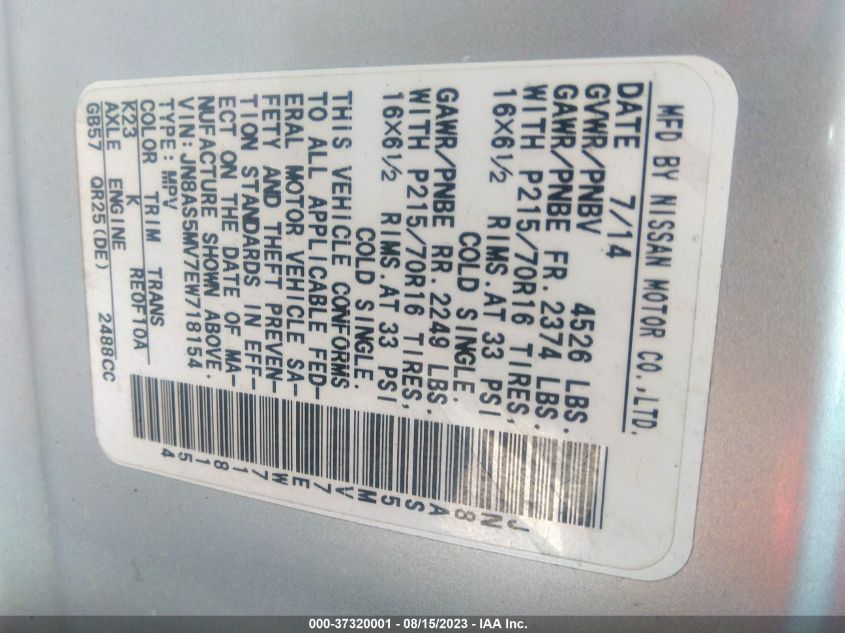 MFD BY NISSAN MOTOR CO.,LTD.
DATE 7/14
GVWR/PNBV 4526 LBS.
GAWR/PNBE FR. 2374 LBS.
WITH P215/70R16 TIRES,
16X6½ RIMS.AT 33 PSI
COLD SINGLE.
GAWR/PNBE RR. 2249 LBS.
WITH P215/70R16 TIRES,
16X6½ RIMS.AT 33 PSI
COLD SINGLE.
THIS VEHICLE CONFORMS
TO ALL APPLICABLE FED-
ERAL MOTOR VEHICLE SA-
FETY AND THEFT PREVEN-
TION STANDARDS IN EFF-
ECT ON THE DATE OF MA-
NUFACTURE SHOWN ABOVE.
VIN: JN8AS5MV7EW718154
TYPE: MPV
COLOR TRIM TRANS
K23 K REOF10A
AXLE ENGINE
GB57 QR25(DE) 2488CC
JN8AS5MV7EW718154
000-37320001 - 08/15/2023 - IAA Inc.